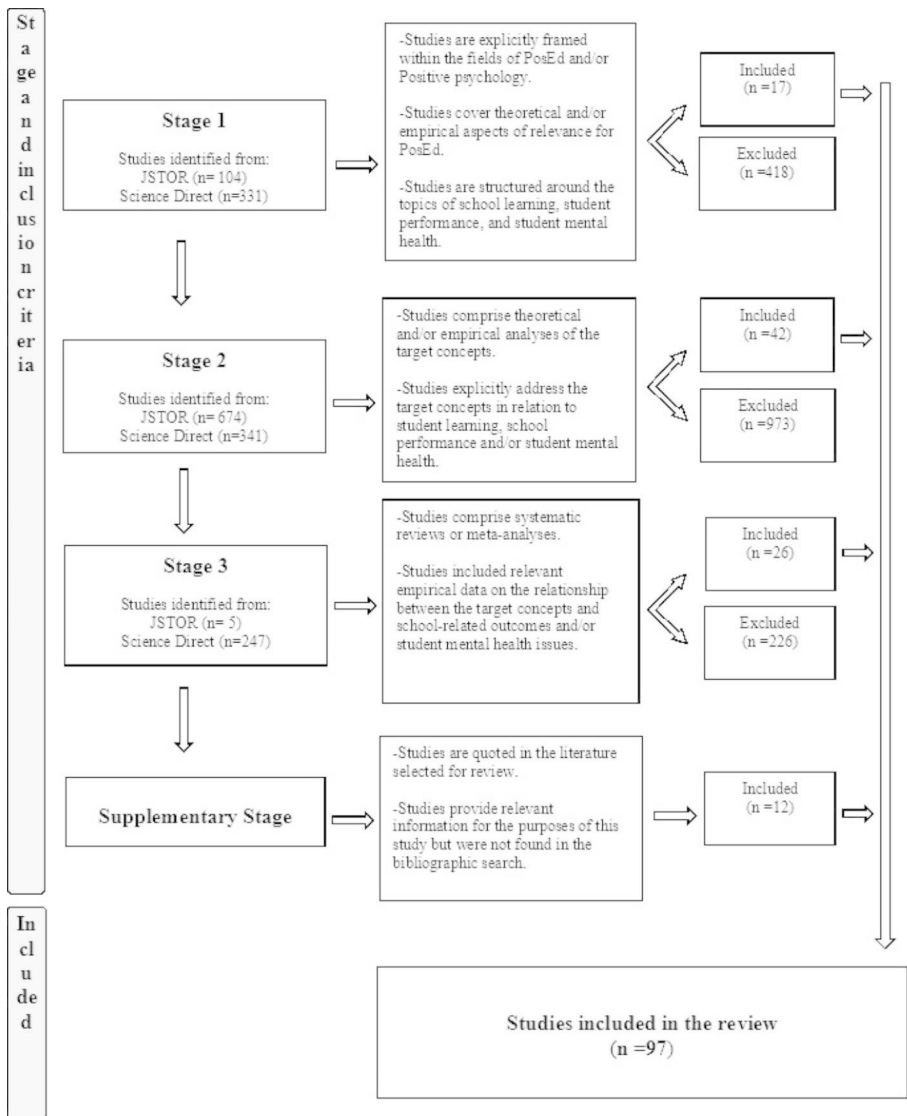 St
a
ge
a
n
d
in
cl
us
io
n
cr
it
er
ia
Stage 1
Studies identified from:
JSTOR (n= 104)
Science Direct (n=331)
-Studies are explicitly framed
within the fields of PosEd and/or
Positive psychology.
-Studies cover theoretical and/or
empirical aspects of relevance for
PosEd.
-Studies are structured around the
topics of school learning, student
performance, and student mental
health.
Included
(n =17)
Excluded
(n =418)
Stage 2
Studies identified from:
JSTOR (n= 674)
Science Direct (n=341)
-Studies comprise theoretical
and/or empirical analyses of the
target concepts.
-Studies explicitly address the
target concepts in relation to
student learning, school
performance and/or student mental
health.
Included
(n =42)
Excluded
(n =973)
Stage 3
Studies identified from:
JSTOR (n= 5)
Science Direct (n=247)
-Studies comprise systematic
reviews or meta-analyses.
-Studies included relevant
empirical data on the relationship
between the target concepts and
school-related outcomes and/or
student mental health issues.
Included
(n =26)
Excluded
(n =226)
Supplementary Stage
-Studies are quoted in the literature
selected for review.
-Studies provide relevant
information for the purposes of this
study but were not found in the
bibliographic search.
Included
(n =12)
In
cl
u
de
d
Studies included in the review
(n =97)